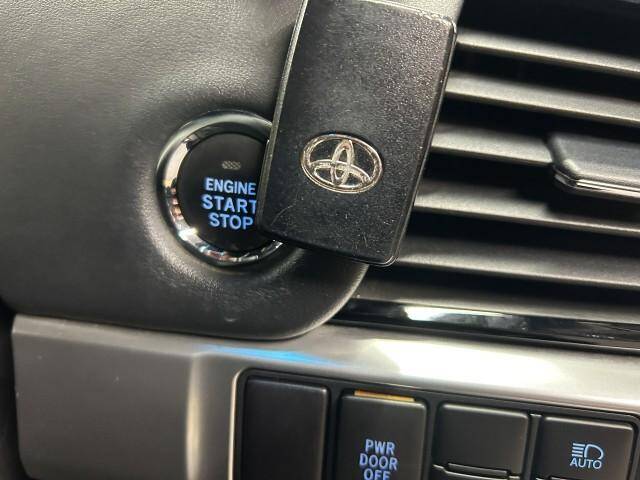 ENGINE
START
STOP
PWR
DOOR
OFF
AUTO